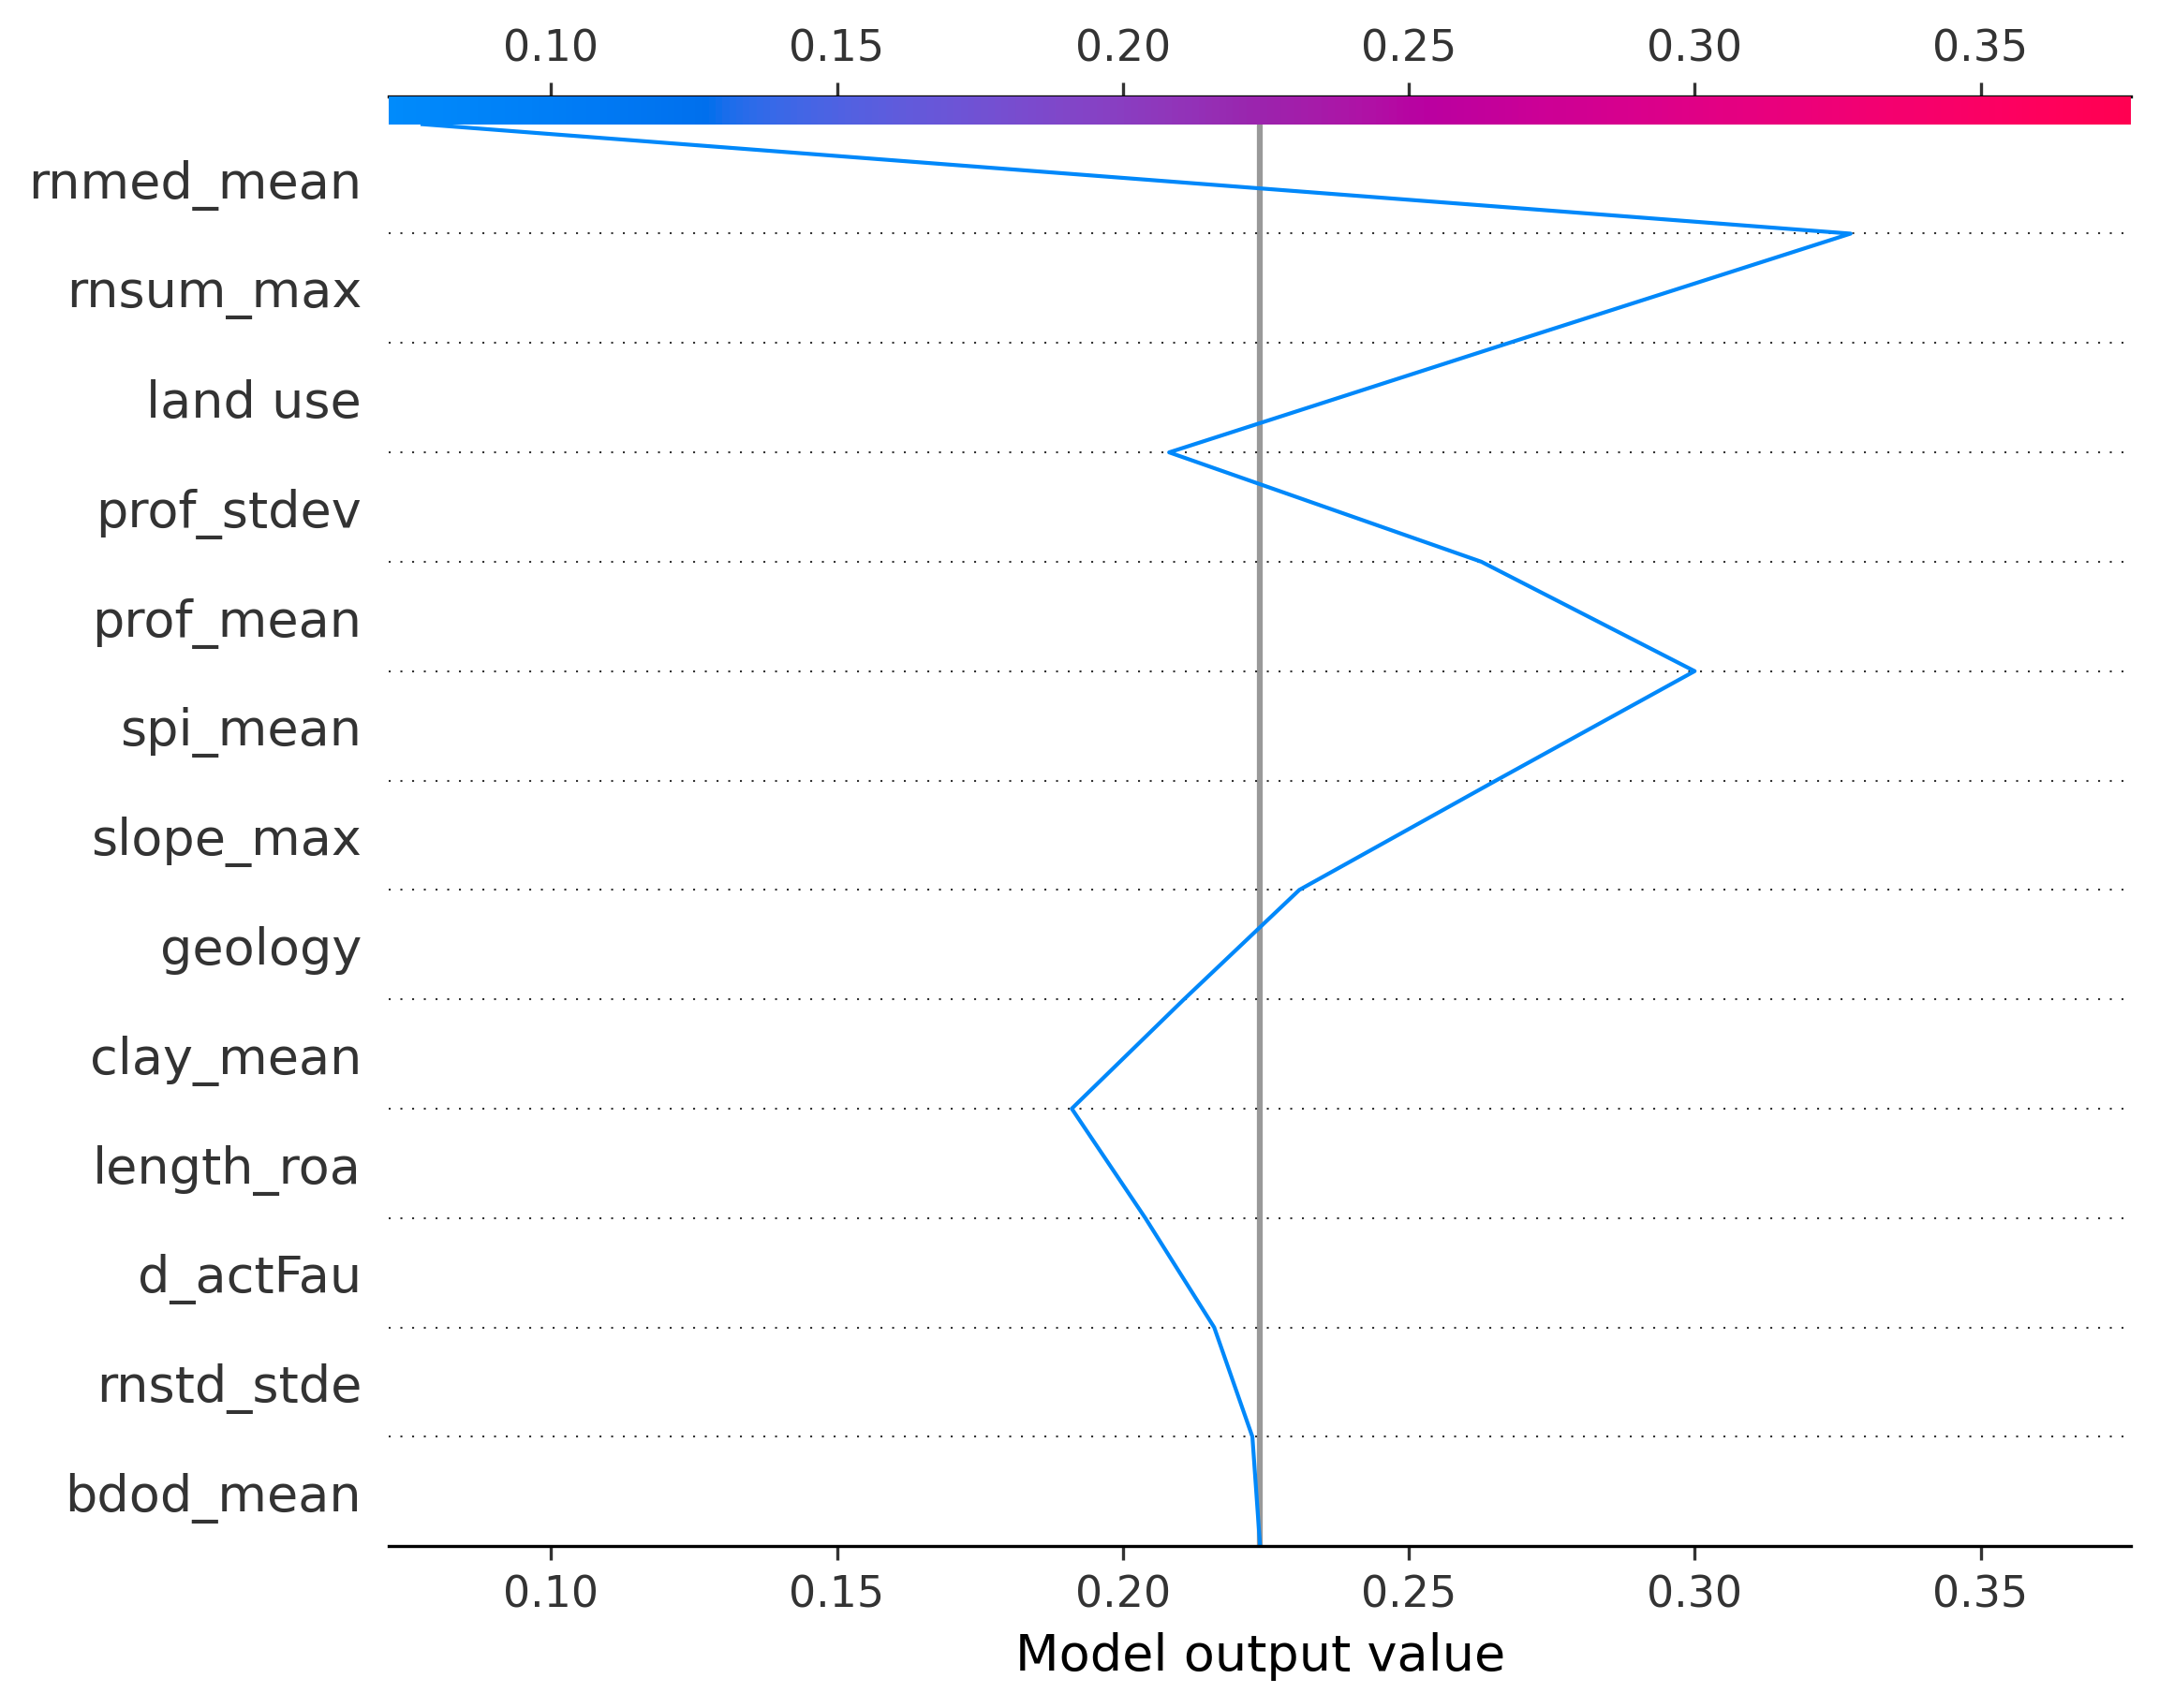 0.10 0.15 0.20 0.25 0.30 0.35
rnmed_mean
rnsum_max
land use
prof_stdev
prof_mean
spi_mean
slope_max
geology
clay_mean
length_roa
d_actFau
rnstd_stde
bdod_mean
0.10 0.15 0.20 0.25 0.30 0.35
Model output value